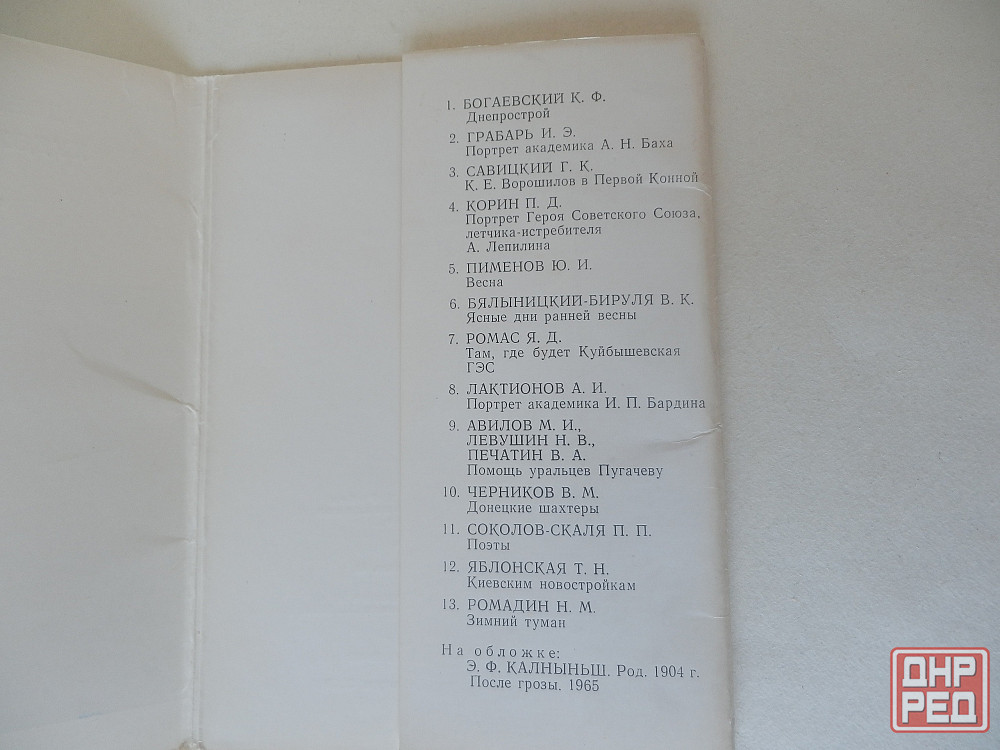 1. БОГАЕВСКИЙ К. Ф.
Днепрострой
2. ГРАБАРЬ И. Э.
Портрет академика А. Н. Баха
3. САВИЦКИЙ Г. К.
К. Е. Ворошилов в Первой Конной
4. КОРИН П. Д.
Портрет Героя Советского Союза,
летчика-истребителя
А. Лепилина
5. ПИМЕНОВ Ю. И.
Весна
6. БЯЛЫНИЦКИЙ-БИРУЛЯ В. К.
Ясные дни ранней весны
7. РОМАС Я. Д.
Там, где будет Куйбышевская
ГЭС
8. ЛАКТИОНОВ А. И.
Портрет академика И. П. Бардина
9. АВИЛОВ М. И.,
ЛЕВУШИН Н. В.,
ПЕЧАТИН В. А.
Помощь уральцев Пугачеву
10. ЧЕРНИКОВ В. М.
Донецкие шахтеры
11. СОКОЛОВ-СКАЛЯ П. П.
Поэты
12. ЯБЛОНСКАЯ Т. Н.
Киевским новостройкам
13. РОМАДИН Н. М.
Зимний туман
На обложке:
Э. Ф. КАЛНЫНЬШ. Род. 1904 г.
После грозы. 1965
ДНР
РЕД